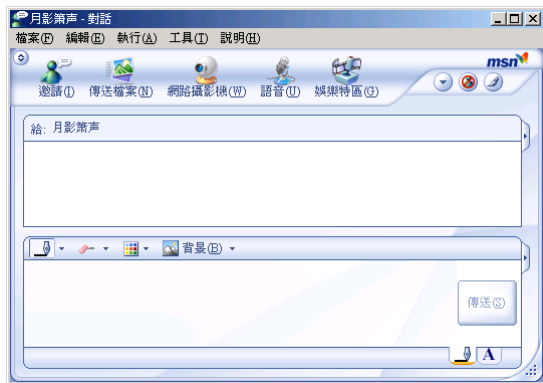 月影簫声 - 對話
檔案(F) 編輯(E) 執行(A) 工具(T) 說明(H)
msn
邀請(I) 傳送檔案(N) 網路攝影機(W) 語音(U) 娛樂特區(G)
給: 月影簫声
背景(B)
傳送(S)
A